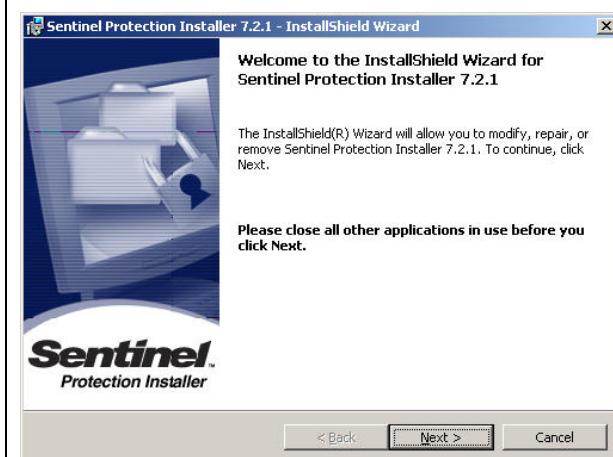 Sentinel Protection Installer 7.2.1 - InstallShield Wizard
Welcome to the InstallShield Wizard for
Sentinel Protection Installer 7.2.1
The InstallShield(R) Wizard will allow you to modify, repair, or
remove Sentinel Protection Installer 7.2.1. To continue, click
Next.
Please close all other applications in use before you
click Next.
Sentinel
Protection Installer
< Back Next > Cancel